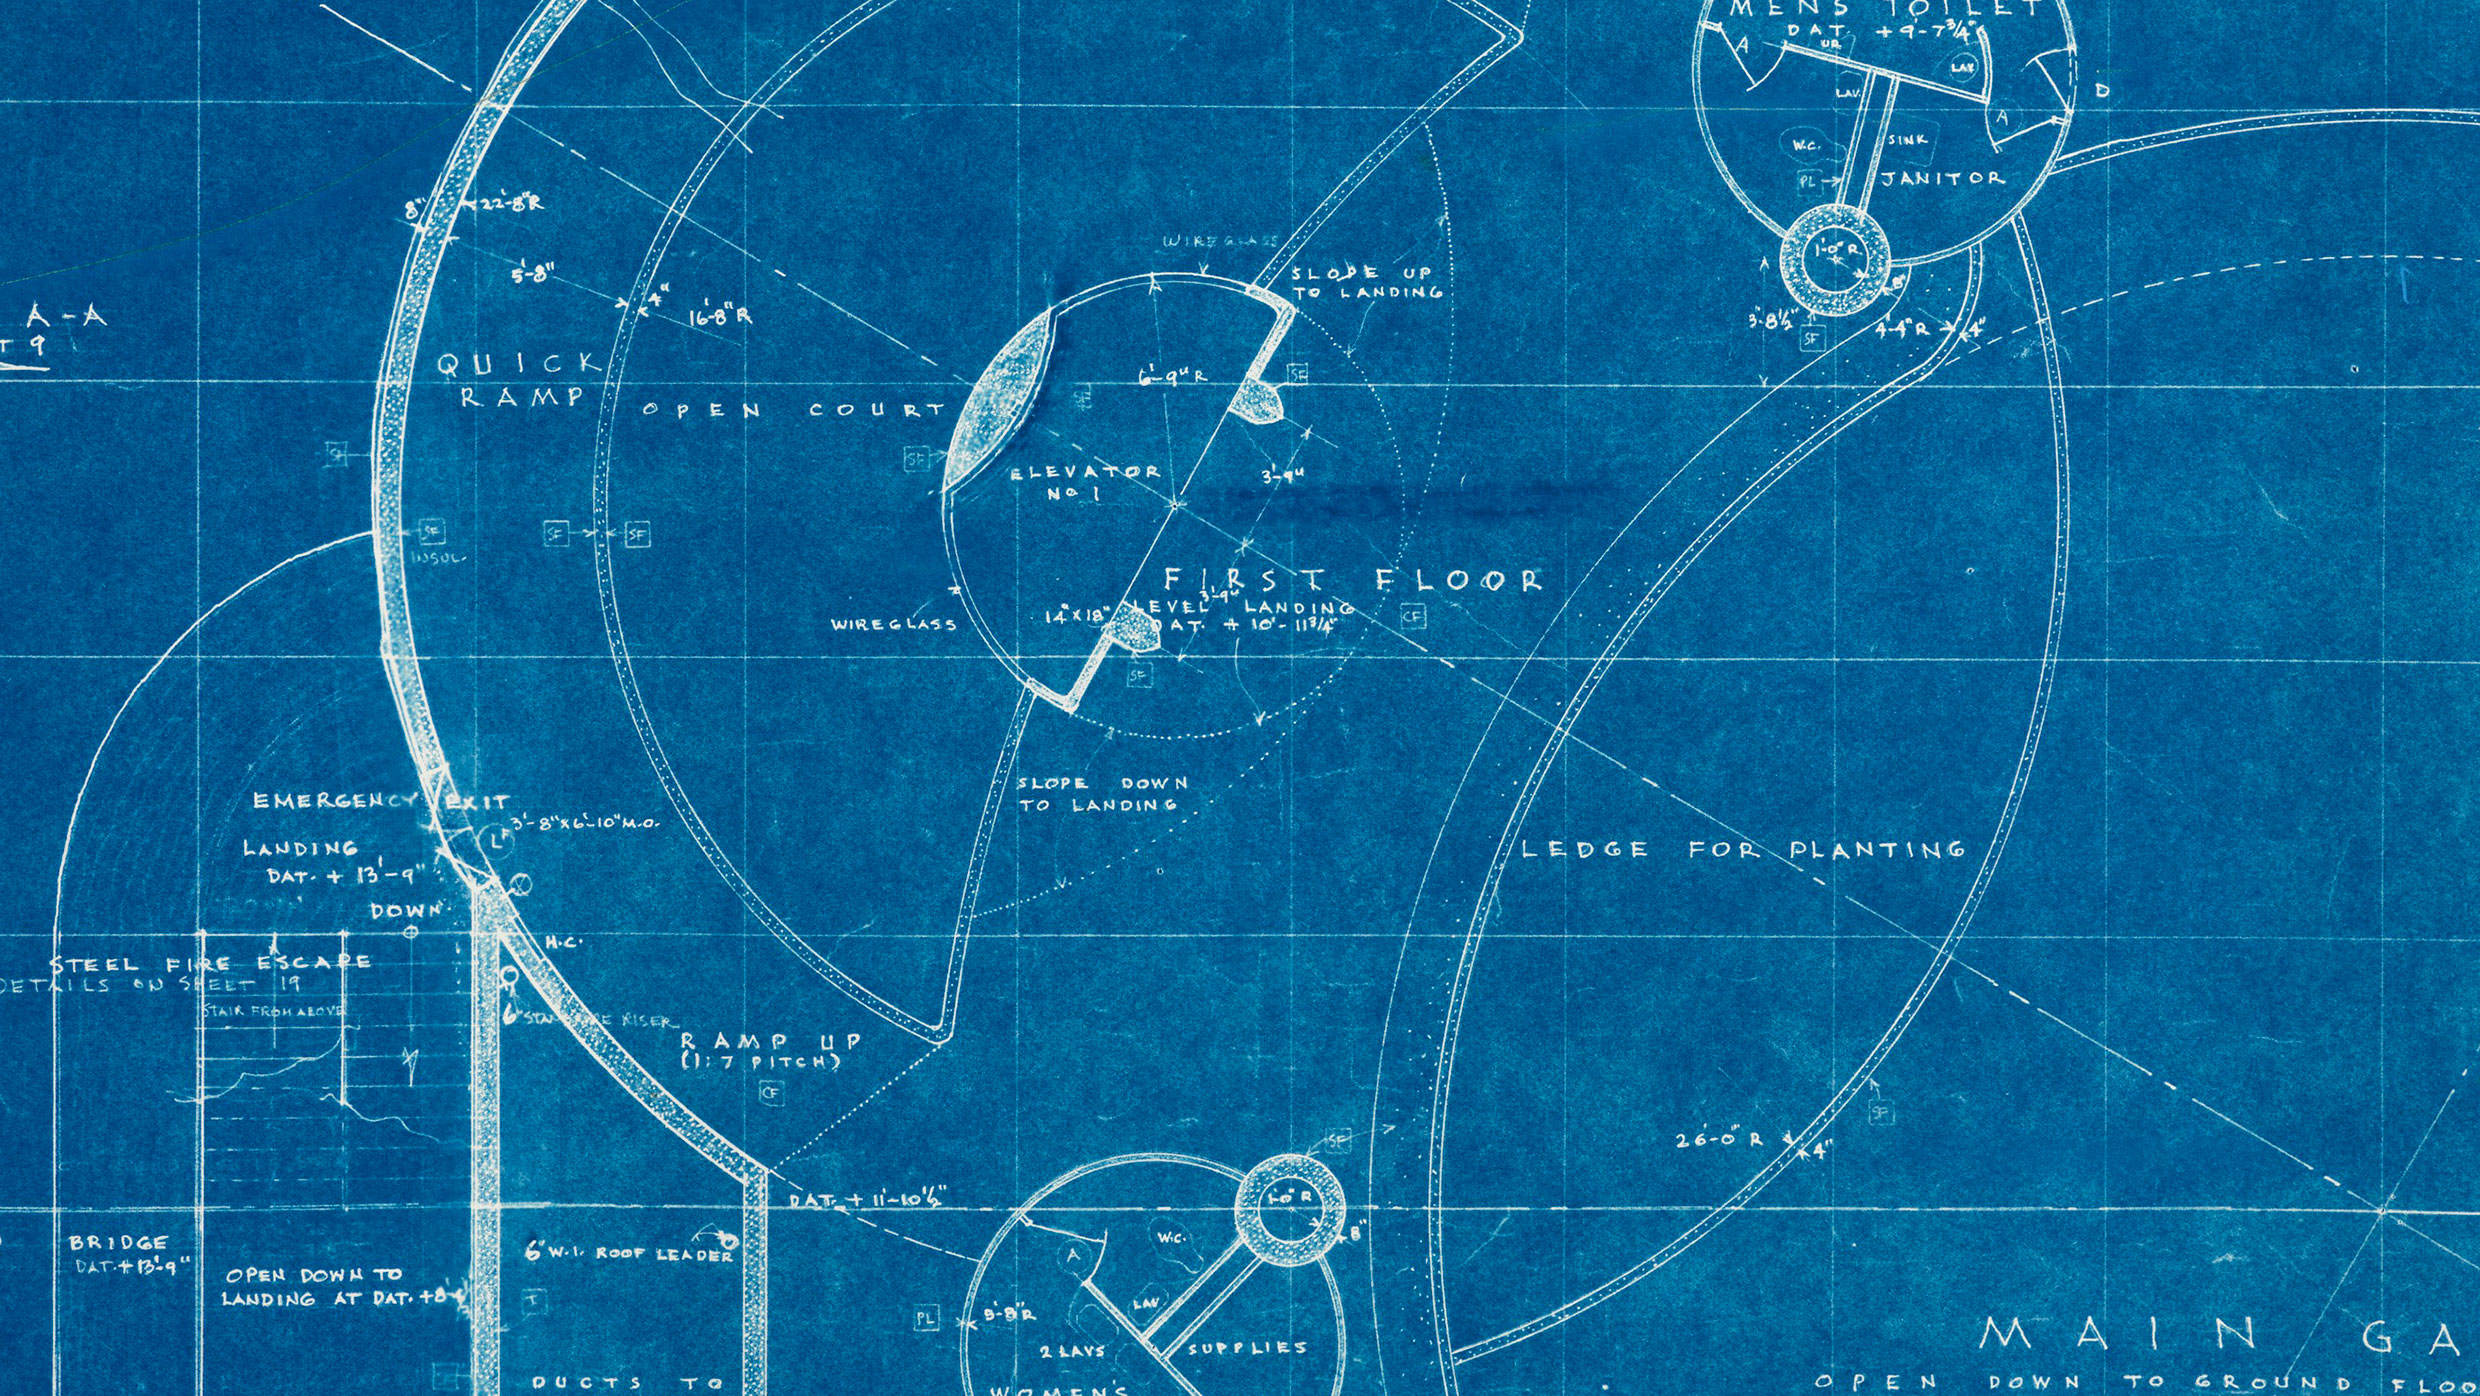 MENS TOILET
DAT. + 9'-7¾"
UR
A
LAV.
LAV.
D
A
W.C.
SINK
PL
JANITOR
8"
22'-8"R
5'-8"
4"
16'-8" R
WIREGLASS
SLOPE UP
TO LANDING
1'-0" R
8"
3'-8½"
SF
4'-4" R
4"
A-A
T 9
QUICK
RAMP
OPEN COURT
6'-9" R
SF
SF
SF
SF
ELEVATOR
No 1
3'-9"
SF
INSUL.
SF
SF
FIRST FLOOR
3'-9"
14"x18"
LEVEL LANDING
DAT. + 10'-11¾"
CF
WIREGLASS
SF
SLOPE DOWN
TO LANDING
EMERGENCY EXIT
3'-8"x6'-10" M.O.
LANDING
DAT. + 13'-9"
DOWN
LEDGE FOR PLANTING
H.C.
STEEL FIRE ESCAPE
DETAILS ON SHEET 19
STAIR FROM ABOVE
6" STANDPIPE RISER
RAMP UP
(1:7 PITCH)
CF
SF
SF
26'-0" R
4"
DAT. + 11'-10½"
1'-0" R
8"
W.C.
A
BRIDGE
DAT. + 13'-9"
6" W.I. ROOF LEADER
OPEN DOWN TO
LANDING AT DAT. +8'-
T
PL
LAV
2 LAVS
SUPPLIES
MAIN GA
DUCTS TO
WOMEN'S
OPEN DOWN TO GROUND FLOO